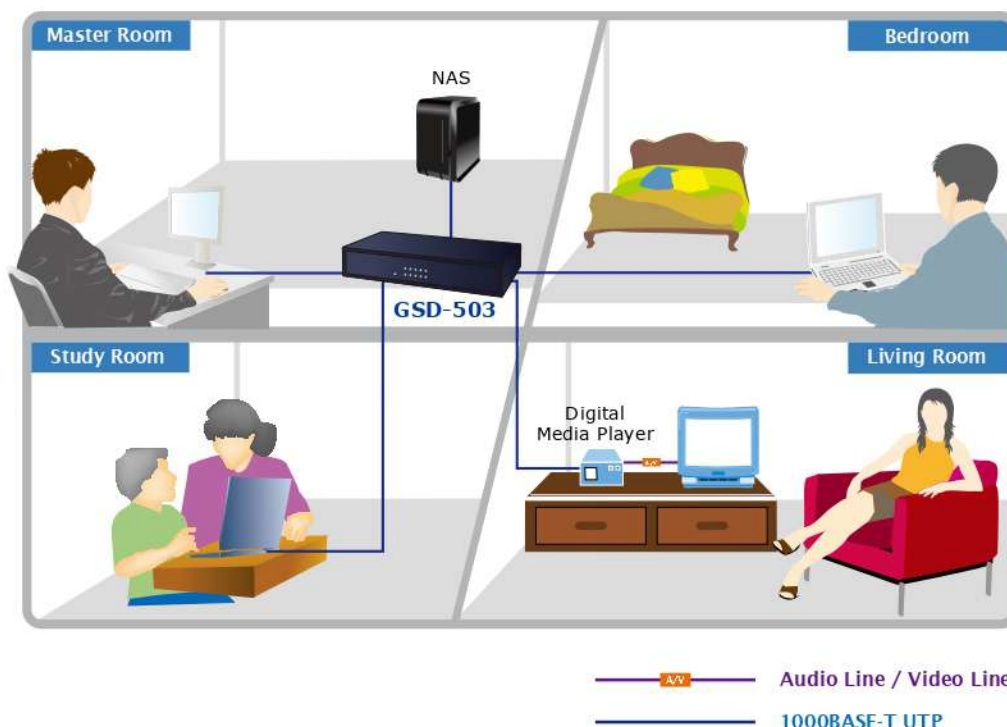 Master Room
Bedroom
NAS
GSD-503
Study Room
Living Room
Digital
Media Player
A/V
A/V
Audio Line / Video Line
1000BASE-T UTP